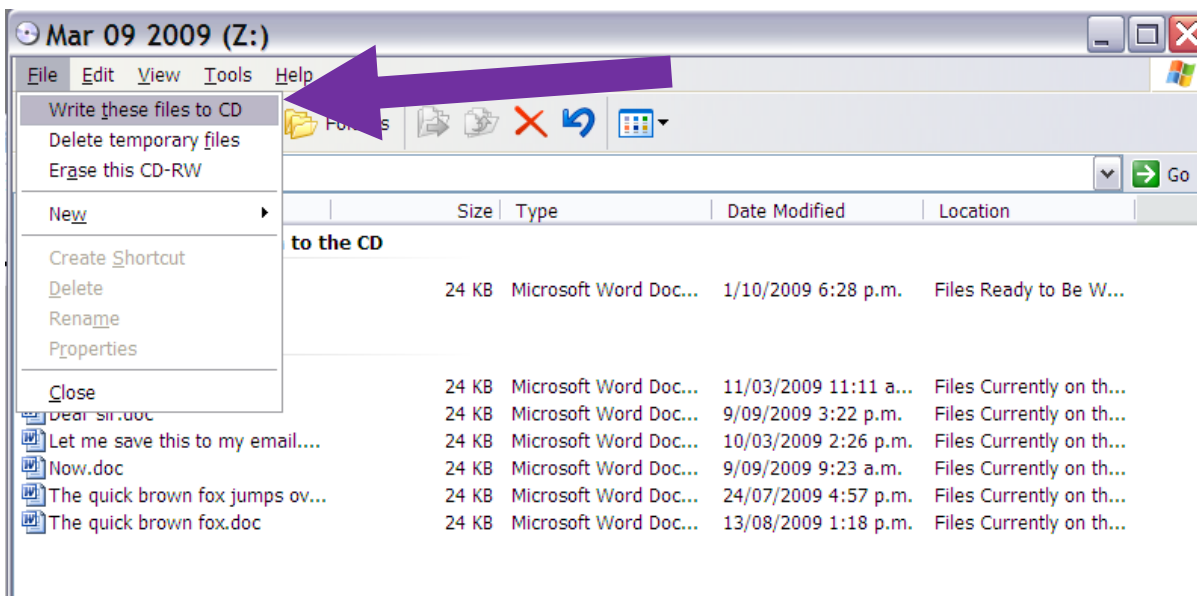 Mar 09 2009 (Z:)
File Edit View Tools Help
Write these files to CD
Delete temporary files
Erase this CD-RW
New
Create Shortcut
Delete
Rename
Properties
Close
Go
Size Type Date Modified Location
to the CD
24 KB Microsoft Word Doc... 1/10/2009 6:28 p.m. Files Ready to Be W...
24 KB Microsoft Word Doc... 11/03/2009 11:11 a... Files Currently on th...
Dear sir.doc 24 KB Microsoft Word Doc... 9/09/2009 3:22 p.m. Files Currently on th...
Let me save this to my email.... 24 KB Microsoft Word Doc... 10/03/2009 2:26 p.m. Files Currently on th...
Now.doc 24 KB Microsoft Word Doc... 9/09/2009 9:23 a.m. Files Currently on th...
The quick brown fox jumps ov... 24 KB Microsoft Word Doc... 24/07/2009 4:57 p.m. Files Currently on th...
The quick brown fox.doc 24 KB Microsoft Word Doc... 13/08/2009 1:18 p.m. Files Currently on th...